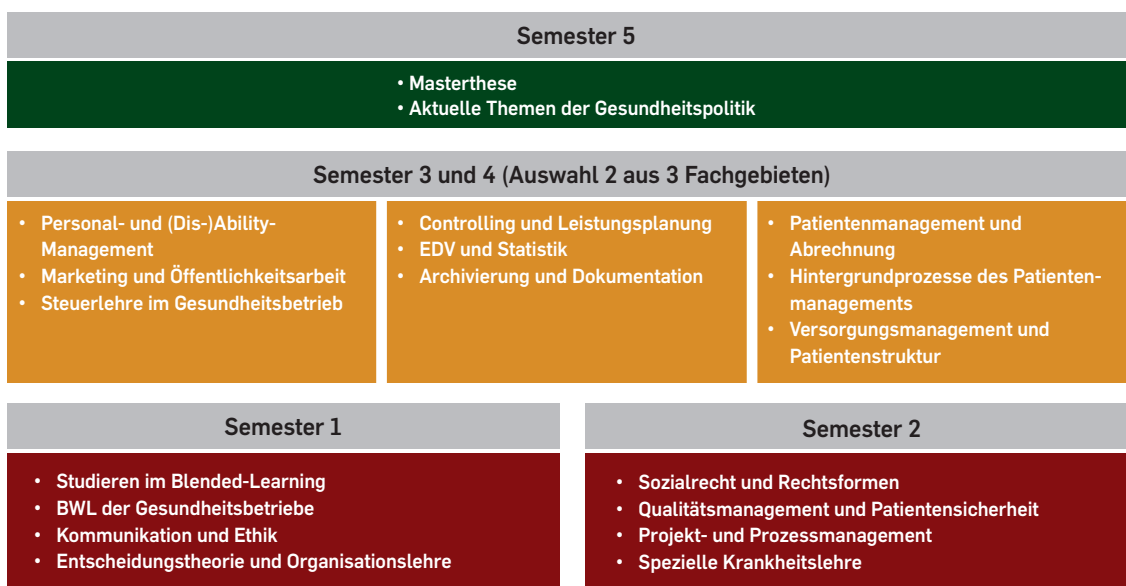 Semester 5
• Masterthese
• Aktuelle Themen der Gesundheitspolitik
Semester 3 und 4 (Auswahl 2 aus 3 Fachgebieten)
• Personal- und (Dis-)Ability-
Management
• Marketing und Öffentlichkeitsarbeit
• Steuerlehre im Gesundheitsbetrieb
• Controlling und Leistungsplanung
• EDV und Statistik
• Archivierung und Dokumentation
• Patientenmanagement und
Abrechnung
• Hintergrundprozesse des Patienten-
managements
• Versorgungsmanagement und
Patientenstruktur
Semester 1
• Studieren im Blended-Learning
• BWL der Gesundheitsbetriebe
• Kommunikation und Ethik
• Entscheidungstheorie und Organisationslehre
Semester 2
• Sozialrecht und Rechtsformen
• Qualitätsmanagement und Patientensicherheit
• Projekt- und Prozessmanagement
• Spezielle Krankheitslehre